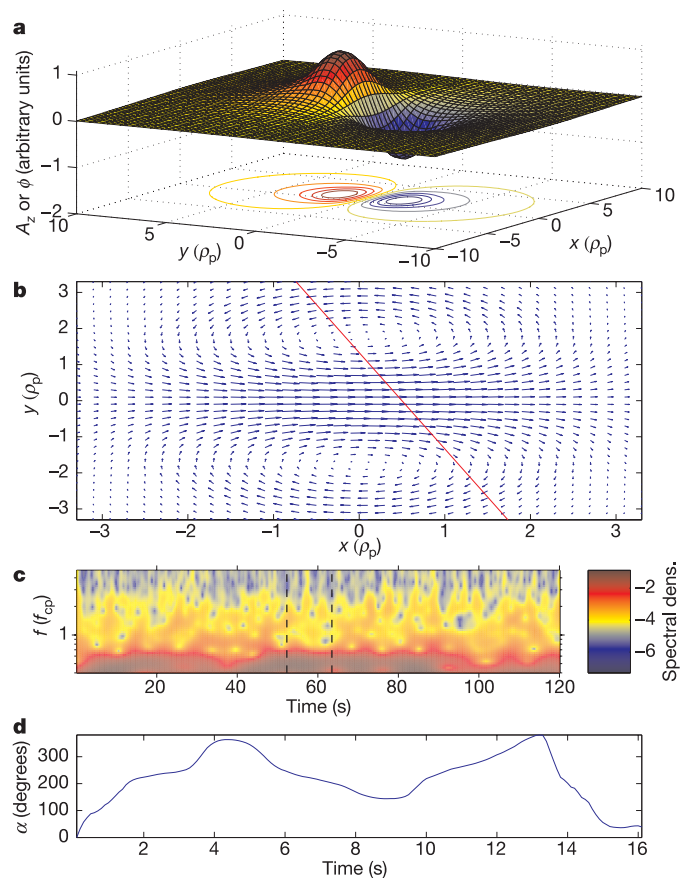 a
A_z or ϕ (arbitrary units)
1
0
−1
−2
10
5
0
−5
−10
y (ρ_p)
−10
−5
0
5
10
x (ρ_p)
b
y (ρ_p)
3
2
1
0
−1
−2
−3
−3 −2 −1 0 1 2 3
x (ρ_p)
c
f (f_cp)
1
20 40 60 80 100 120
Time (s)
−2
−4
−6
Spectral dens.
d
α (degrees)
300
200
100
0
2 4 6 8 10 12 14 16
Time (s)